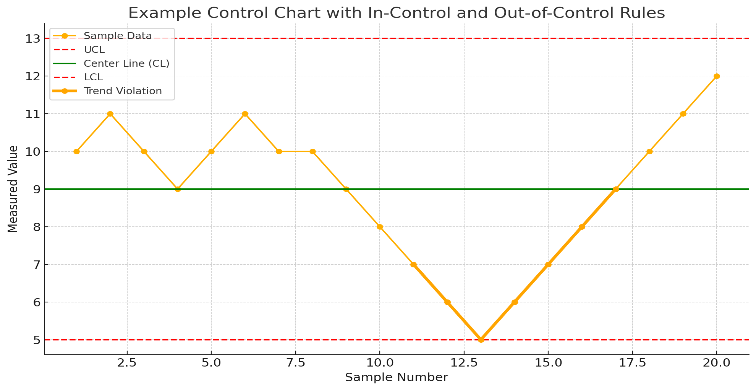 Example Control Chart with In-Control and Out-of-Control Rules
Sample Data
UCL
Center Line (CL)
LCL
Trend Violation
Measured Value
13
12
11
10
9
8
7
6
5
2.5
5.0
7.5
10.0
12.5
15.0
17.5
20.0
Sample Number